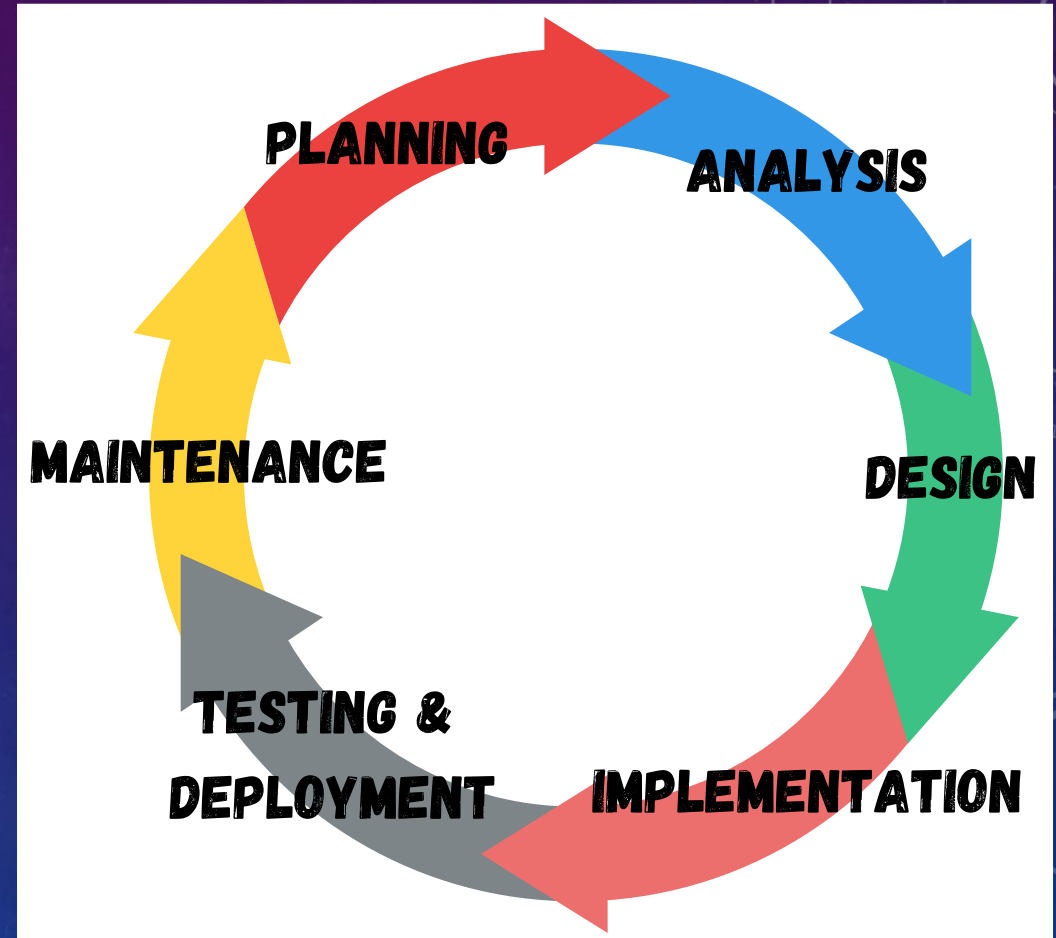 PLANNING
ANALYSIS
DESIGN
IMPLEMENTATION
TESTING &
DEPLOYMENT
MAINTENANCE